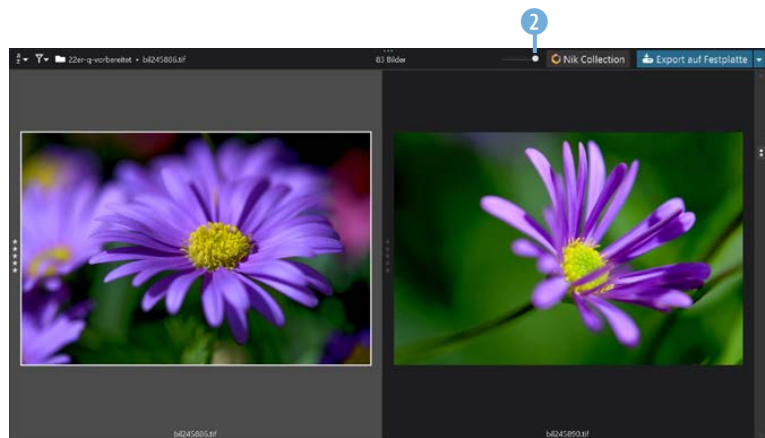 2
22er-q-vorbereitet • bil245886.tif 83 Bilder Nik Collection Export auf Festplatte
bil245886.tif bil245890.tif